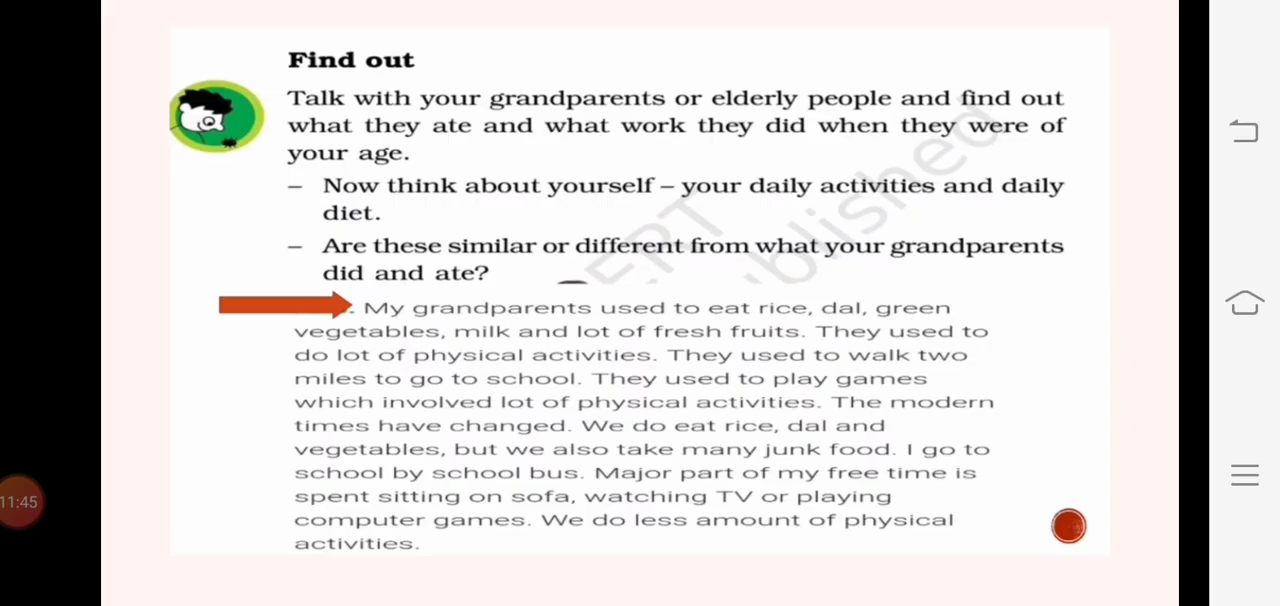 Find out
Talk with your grandparents or elderly people and find out
what they ate and what work they did when they were of
your age.
– Now think about yourself – your daily activities and daily
diet.
– Are these similar or different from what your grandparents
did and ate?
My grandparents used to eat rice, dal, green
vegetables, milk and lot of fresh fruits. They used to
do lot of physical activities. They used to walk two
miles to go to school. They used to play games
which involved lot of physical activities. The modern
times have changed. We do eat rice, dal and
vegetables, but we also take many junk food. I go to
school by school bus. Major part of my free time is
spent sitting on sofa, watching TV or playing
computer games. We do less amount of physical
activities.
11:45